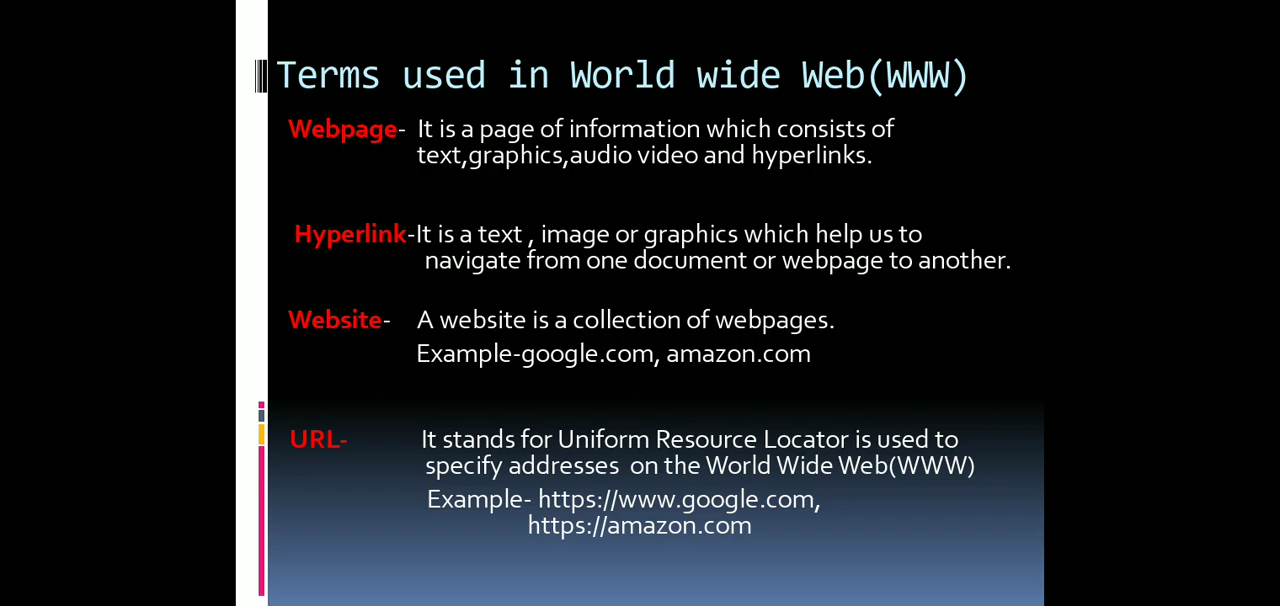 Terms used in World wide Web(WWW)
Webpage- It is a page of information which consists of
text,graphics,audio video and hyperlinks.
Hyperlink-It is a text , image or graphics which help us to
navigate from one document or webpage to another.
Website- A website is a collection of webpages.
Example-google.com, amazon.com
URL- It stands for Uniform Resource Locator is used to
specify addresses on the World Wide Web(WWW)
Example- https://www.google.com,
https://amazon.com